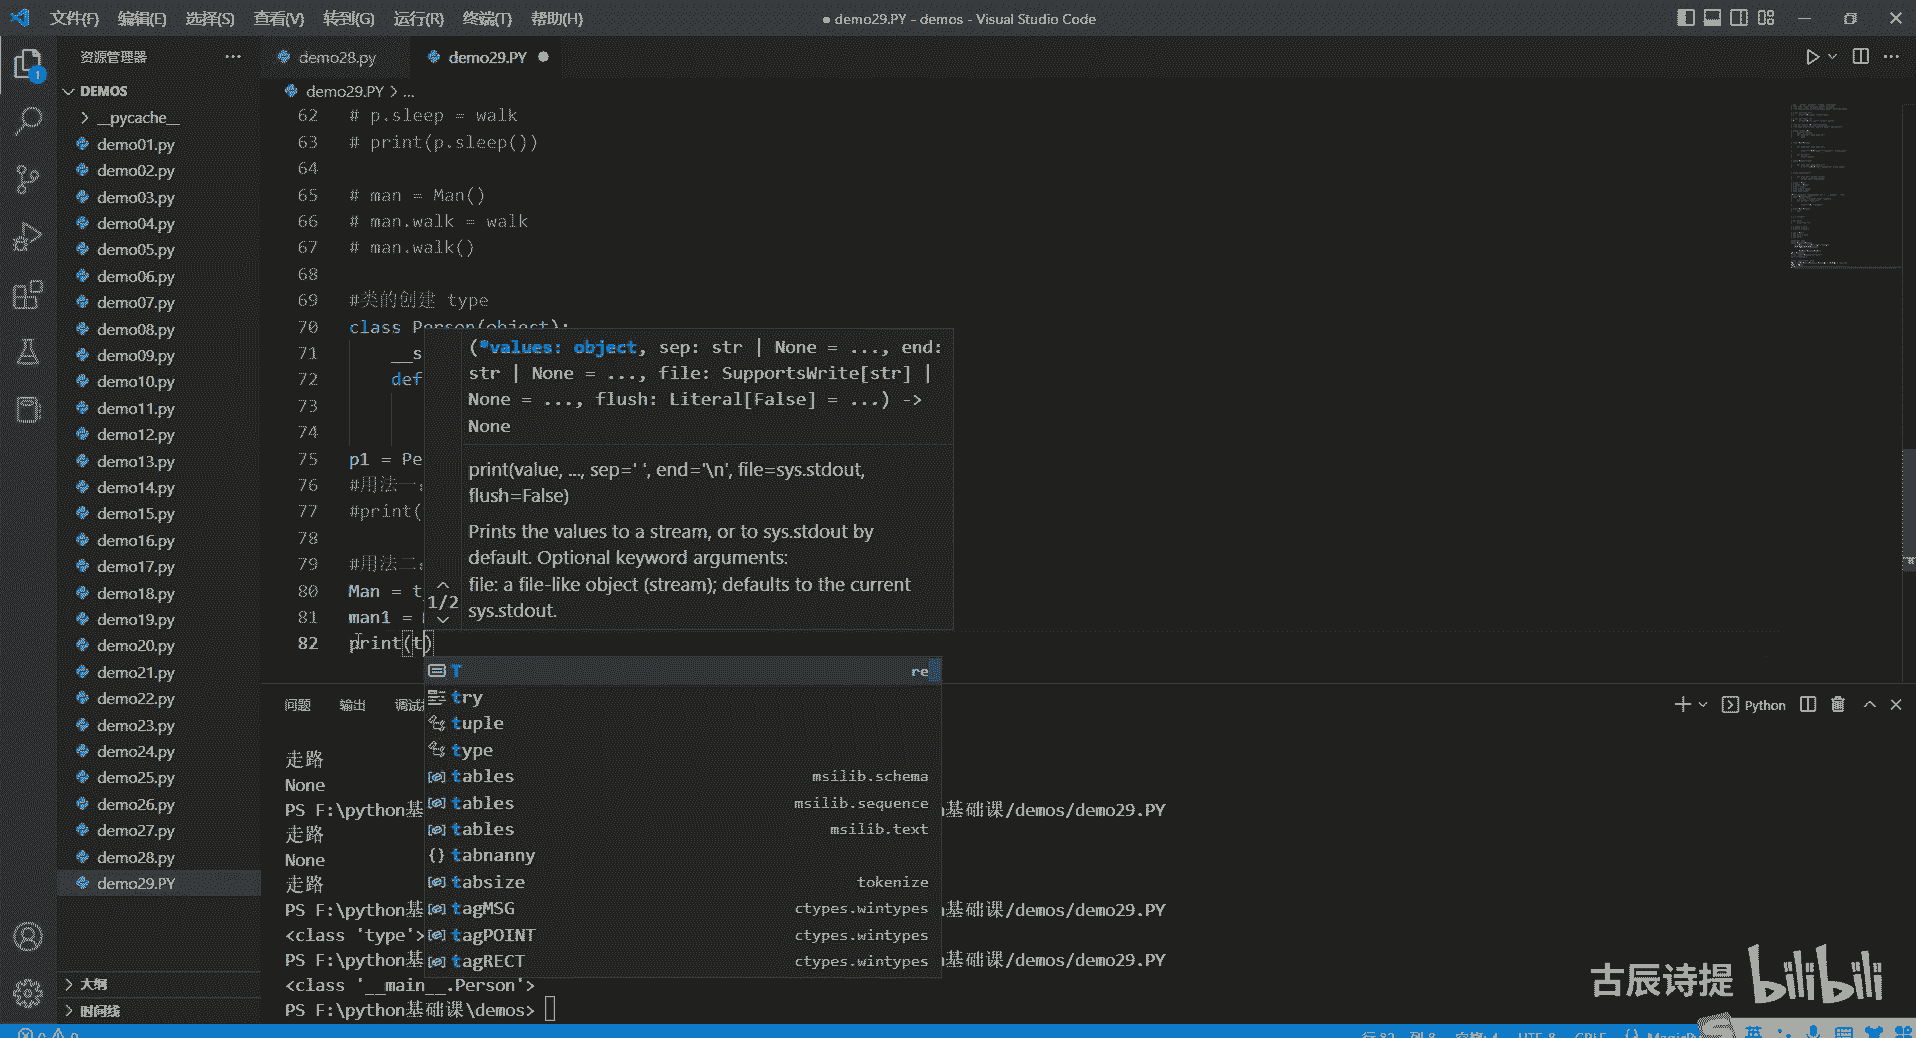 文件(F) 编辑(E) 选择(S) 查看(V) 转到(G) 运行(R) 终端(T) 帮助(H)
● demo29.PY - demos - Visual Studio Code
资源管理器 ···
demo28.py
demo29.PY ●
DEMOS
demo29.PY > ...
__pycache__
demo01.py
demo02.py
demo03.py
demo04.py
demo05.py
demo06.py
demo07.py
demo08.py
demo09.py
demo10.py
demo11.py
demo12.py
demo13.py
demo14.py
demo15.py
demo16.py
demo17.py
demo18.py
demo19.py
demo20.py
demo21.py
demo22.py
demo23.py
demo24.py
demo25.py
demo26.py
demo27.py
demo28.py
demo29.PY
大纲
时间线
1
62 # p.sleep = walk
63 # print(p.sleep())
64
65 # man = Man()
66 # man.walk = walk
67 # man.walk()
68
69 #类的创建 type
70 class Person(object):
71 __s
72 def
73
74
75 p1 = Pe
76 #用法一:
77 #print(
78
79 #用法二:
80 Man = t
81 man1 =
82 print(t)
(*values: object, sep: str | None = ..., end:
str | None = ..., file: SupportsWrite[str] |
None = ..., flush: Literal[False] = ...) ->
None
print(value, ..., sep=' ', end='\n', file=sys.stdout,
flush=False)
Prints the values to a stream, or to sys.stdout by
default. Optional keyword arguments:
file: a file-like object (stream); defaults to the current
sys.stdout.
1/2
T re
try
tuple
type
tables msilib.schema
tables msilib.sequence
tables msilib.text
tabnanny
tabsize tokenize
tagMSG ctypes.wintypes
tagPOINT ctypes.wintypes
tagRECT ctypes.wintypes
问题 输出 调试
Python
走路
None
PS F:\python基 基础课/demos/demo29.PY
走路
None
走路
PS F:\python基 基础课/demos/demo29.PY
<class 'type'>
PS F:\python基 基础课/demos/demo29.PY
<class '__main__.Person'>
PS F:\python基础课\demos>
古辰诗提 bilibili
英